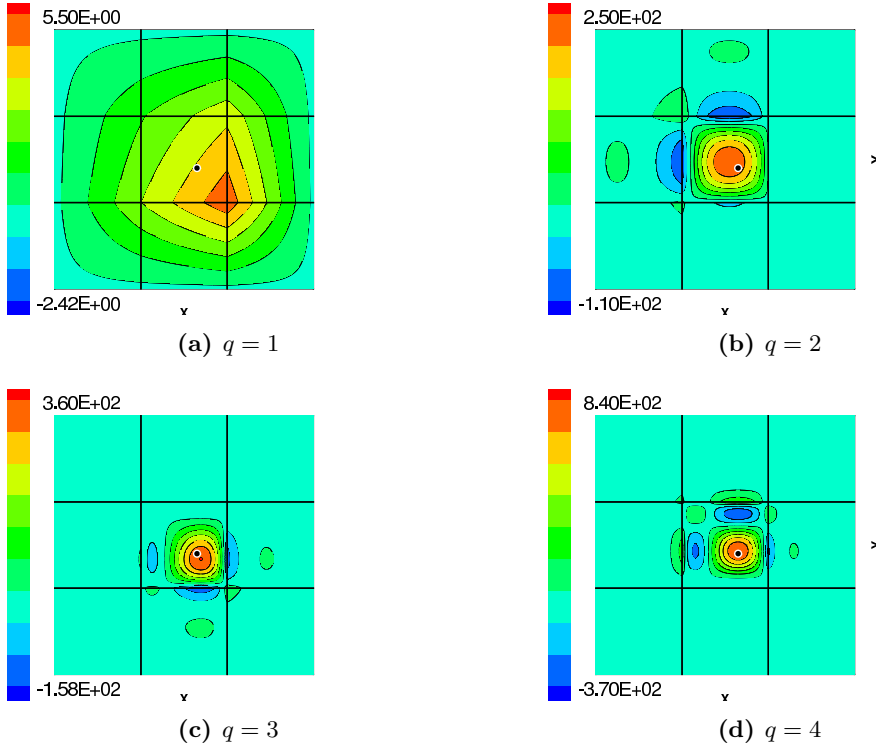 5.50E+00
-2.42E+00
x
(a) q = 1
2.50E+02
-1.10E+02
x
x
(b) q = 2
3.60E+02
-1.58E+02
x
(c) q = 3
8.40E+02
-3.70E+02
x
x
(d) q = 4